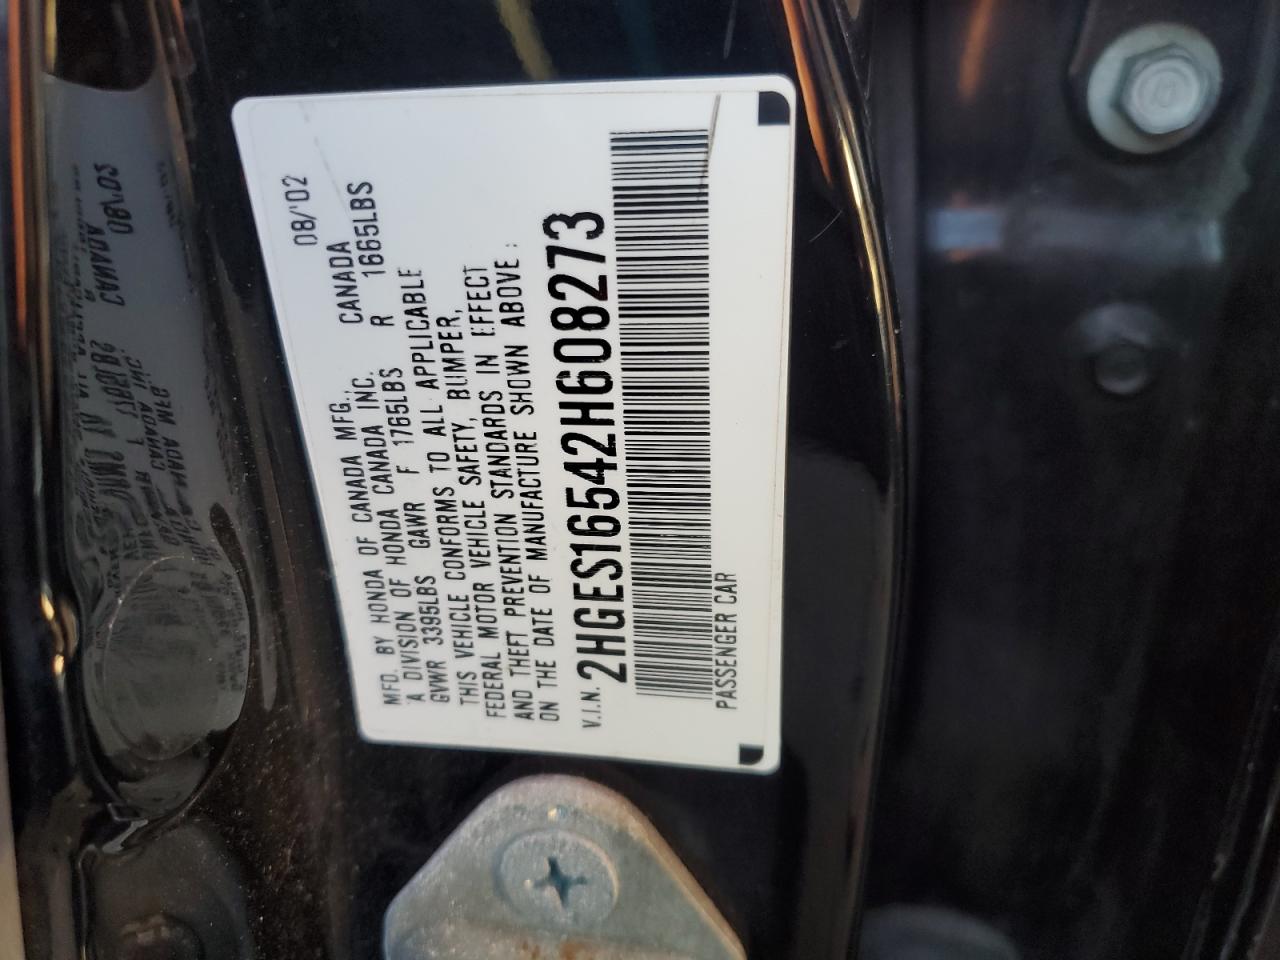 08/'02
MFD. BY HONDA OF CANADA MFG., CANADA
A DIVISION OF HONDA CANADA INC.
GVWR 3395LBS GAWR F 1765LBS R 1665LBS
THIS VEHICLE CONFORMS TO ALL APPLICABLE
FEDERAL MOTOR VEHICLE SAFETY, BUMPER,
AND THEFT PREVENTION STANDARDS IN EFFECT
ON THE DATE OF MANUFACTURE SHOWN ABOVE:
V.I.N. 2HGES16542H608273
PASSENGER CAR